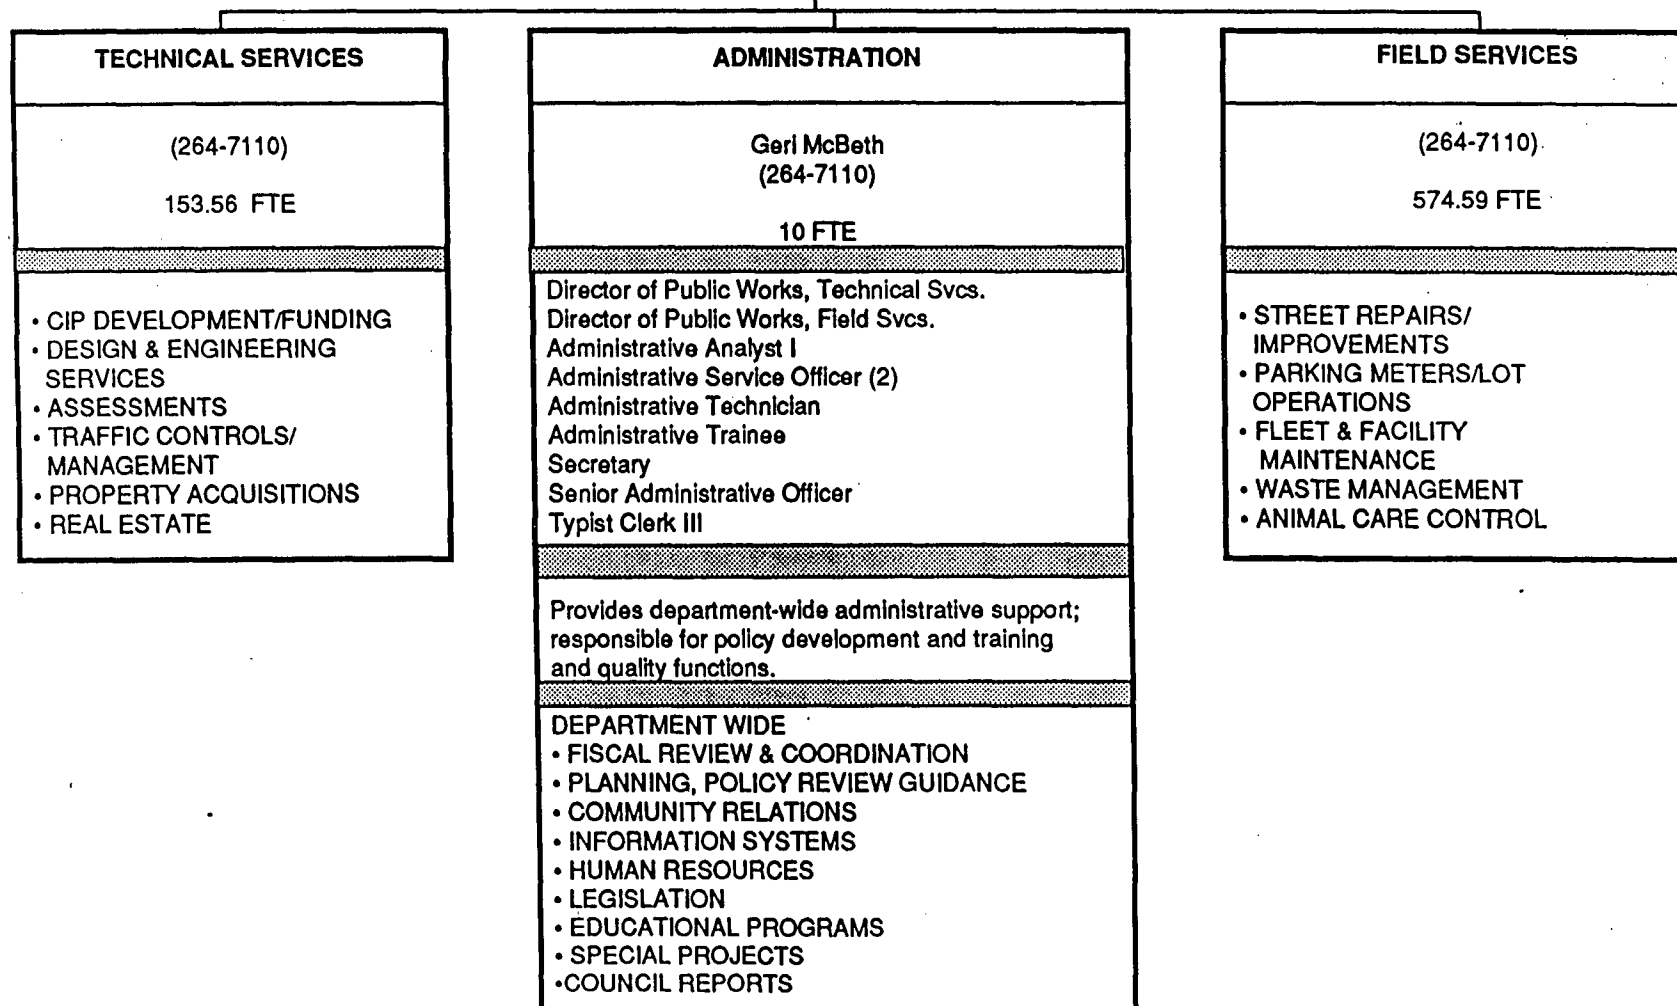 TECHNICAL SERVICES
(264-7110)
153.56 FTE
• CIP DEVELOPMENT/FUNDING
• DESIGN & ENGINEERING
SERVICES
• ASSESSMENTS
• TRAFFIC CONTROLS/
MANAGEMENT
• PROPERTY ACQUISITIONS
• REAL ESTATE
ADMINISTRATION
Geri McBeth
(264-7110)
10 FTE
Director of Public Works, Technical Svcs.
Director of Public Works, Field Svcs.
Administrative Analyst I
Administrative Service Officer (2)
Administrative Technician
Administrative Trainee
Secretary
Senior Administrative Officer
Typist Clerk III
Provides department-wide administrative support;
responsible for policy development and training
and quality functions.
DEPARTMENT WIDE
• FISCAL REVIEW & COORDINATION
• PLANNING, POLICY REVIEW GUIDANCE
• COMMUNITY RELATIONS
• INFORMATION SYSTEMS
• HUMAN RESOURCES
• LEGISLATION
• EDUCATIONAL PROGRAMS
• SPECIAL PROJECTS
•COUNCIL REPORTS
FIELD SERVICES
(264-7110)
574.59 FTE
• STREET REPAIRS/
IMPROVEMENTS
• PARKING METERS/LOT
OPERATIONS
• FLEET & FACILITY
MAINTENANCE
• WASTE MANAGEMENT
• ANIMAL CARE CONTROL